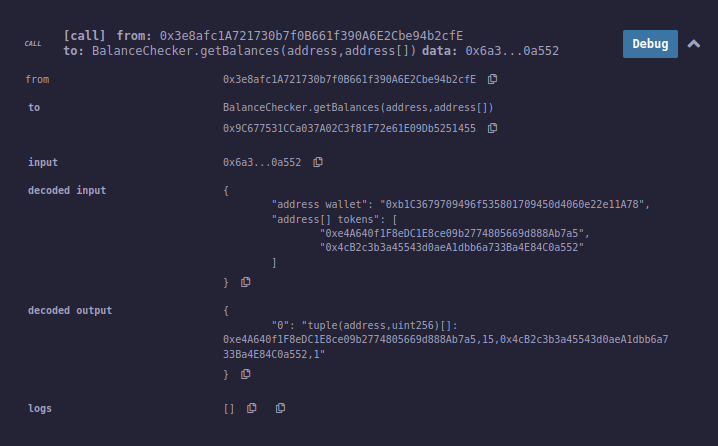 CALL
[call] from: 0x3e8afc1A721730b7f0B661f390A6E2Cbe94b2cfE
to: BalanceChecker.getBalances(address,address[]) data: 0x6a3...0a552
Debug
from 0x3e8afc1A721730b7f0B661f390A6E2Cbe94b2cfE
to BalanceChecker.getBalances(address,address[])
0x9C677531CCa037A02C3f81F72e61E09Db5251455
input 0x6a3...0a552
decoded input {
"address wallet": "0xb1C3679709496f535801709450d4060e22e11A78",
"address[] tokens": [
"0xe4A640f1F8eDC1E8ce09b2774805669d888Ab7a5",
"0x4cB2c3b3a45543d0aeA1dbb6a733Ba4E84C0a552"
]
}
decoded output {
"0": "tuple(address,uint256)[]:
0xe4A640f1F8eDC1E8ce09b2774805669d888Ab7a5,15,0x4cB2c3b3a45543d0aeA1dbb6a7
33Ba4E84C0a552,1"
}
logs []